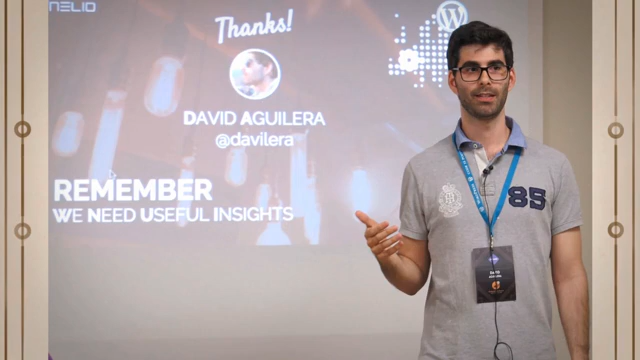 NELIO
Thanks!
DAVID AGUILERA
@davilera
REMEMBER
WE NEED USEFUL INSIGHTS
85